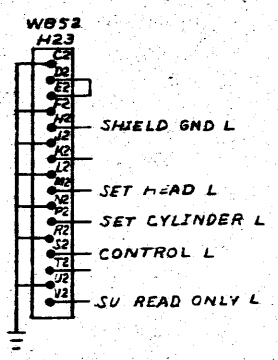 W852
H23
C2
D2
E2
F2
H2
SHIELD GND L
J2
K2
L2
M2
SET HEAD L
N2
P2
SET CYLINDER L
R2
S2
CONTROL L
T2
U2
V2
SU READ ONLY L